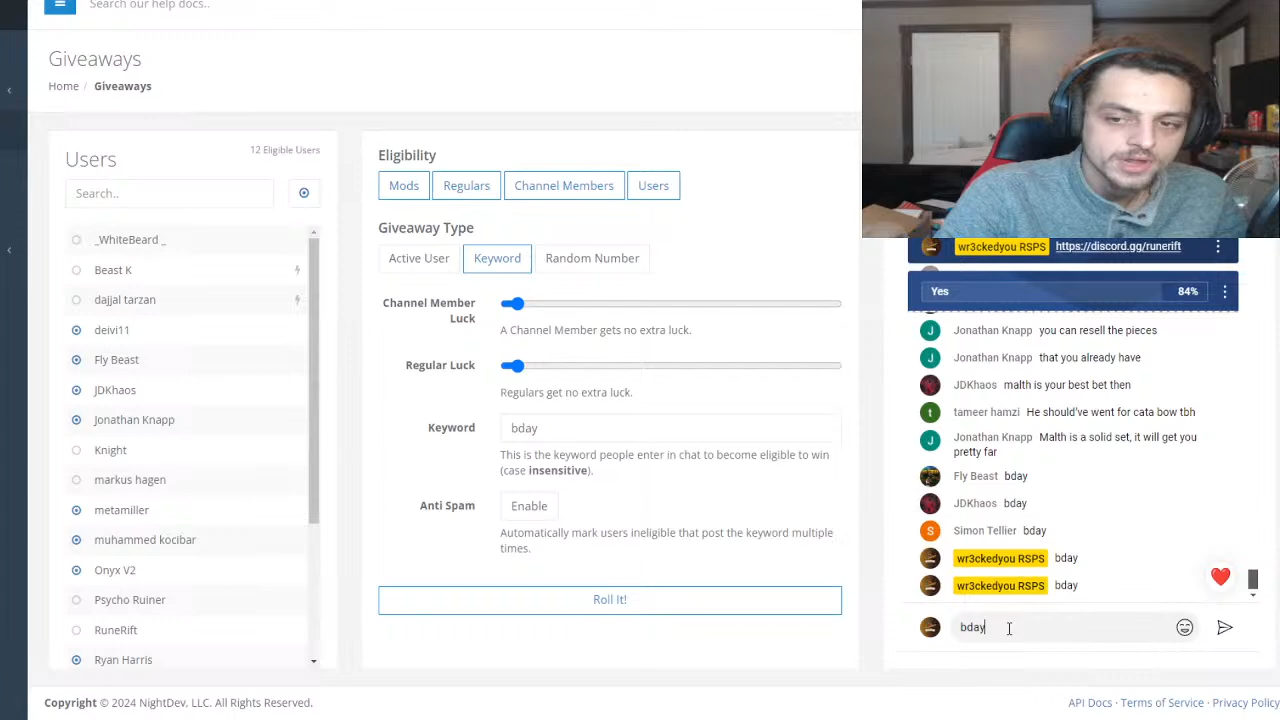 Search our help docs..
Giveaways
Home / Giveaways
Users
12 Eligible Users
Search..
_WhiteBeard _
Beast K
dajjal tarzan
deivi11
Fly Beast
JDKhaos
Jonathan Knapp
Knight
markus hagen
metamiller
muhammed kocibar
Onyx V2
Psycho Ruiner
RuneRift
Ryan Harris
Eligibility
Mods Regulars Channel Members Users
Giveaway Type
Active User Keyword Random Number
Channel Member
Luck
A Channel Member gets no extra luck.
Regular Luck
Regulars get no extra luck.
Keyword
bday
This is the keyword people enter in chat to become eligible to win
(case insensitive).
Anti Spam
Enable
Automatically mark users ineligible that post the keyword multiple
times.
Roll It!
wr3ckedyou RSPS https://discord.gg/runerift
Yes 84%
J Jonathan Knapp you can resell the pieces
J Jonathan Knapp that you already have
JDKhaos malth is your best bet then
t tameer hamzi He should've went for cata bow tbh
J Jonathan Knapp Malth is a solid set, it will get you
pretty far
Fly Beast bday
JDKhaos bday
S Simon Tellier bday
wr3ckedyou RSPS bday
wr3ckedyou RSPS bday
bday
Copyright © 2024 NightDev, LLC. All Rights Reserved.
API Docs · Terms of Service · Privacy Policy